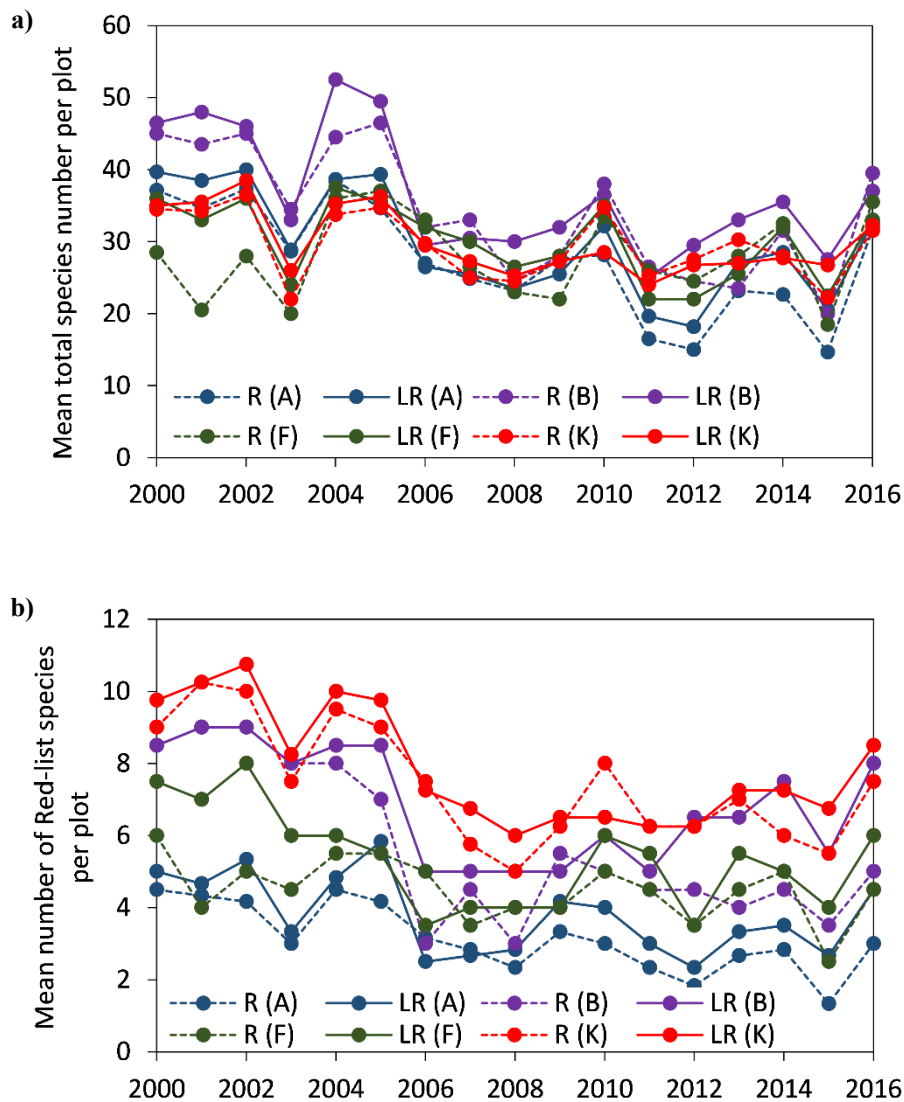 a)
Mean total species number per plot
60
50
40
30
20
10
0
R (A) LR (A) R (B) LR (B)
R (F) LR (F) R (K) LR (K)
2000 2002 2004 2006 2008 2010 2012 2014 2016
b)
Mean number of Red-list species
per plot
12
10
8
6
4
2
0
R (A) LR (A) R (B) LR (B)
R (F) LR (F) R (K) LR (K)
2000 2002 2004 2006 2008 2010 2012 2014 2016